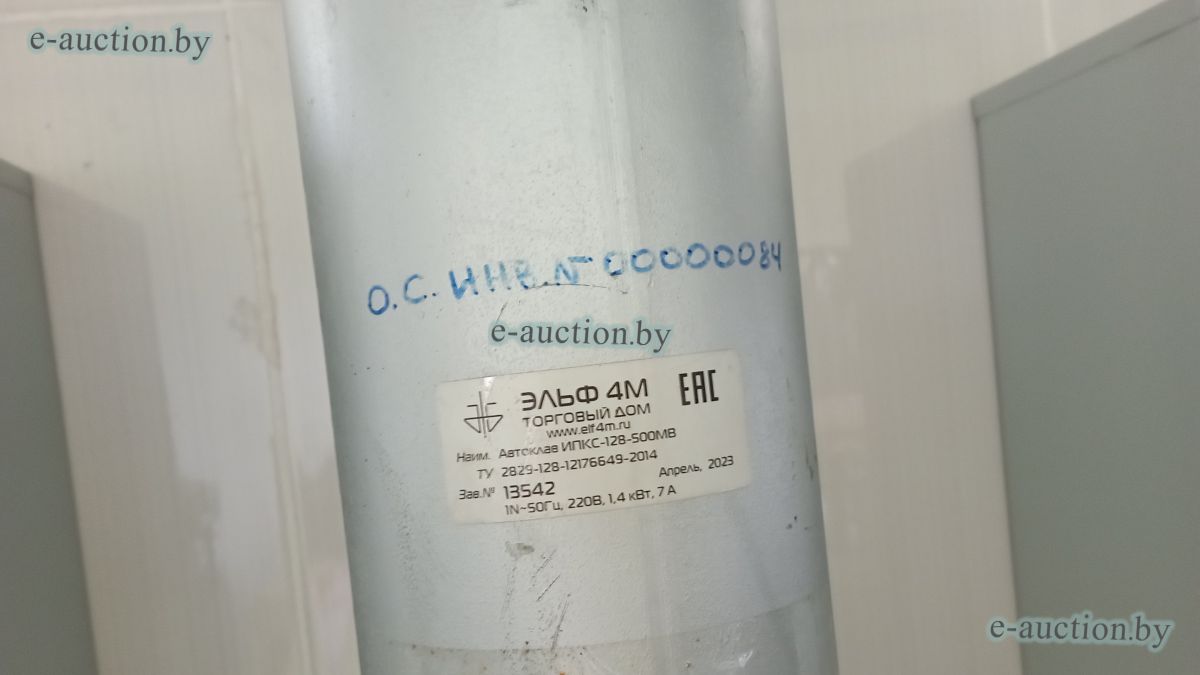 e-auction.by
О.С. ИНВ.№ 00000084
e-auction.by
ЭЛЬФ 4М
ТОРГОВЫЙ ДОМ
www.elf4m.ru
EAC
Наим. Автоклав ИПКС-128-500МВ
ТУ 2829-128-12176649-2014
Зав.№ 13542 Апрель, 2023
1N~50Гц, 220В, 1,4 кВт, 7 А
e-auction.by